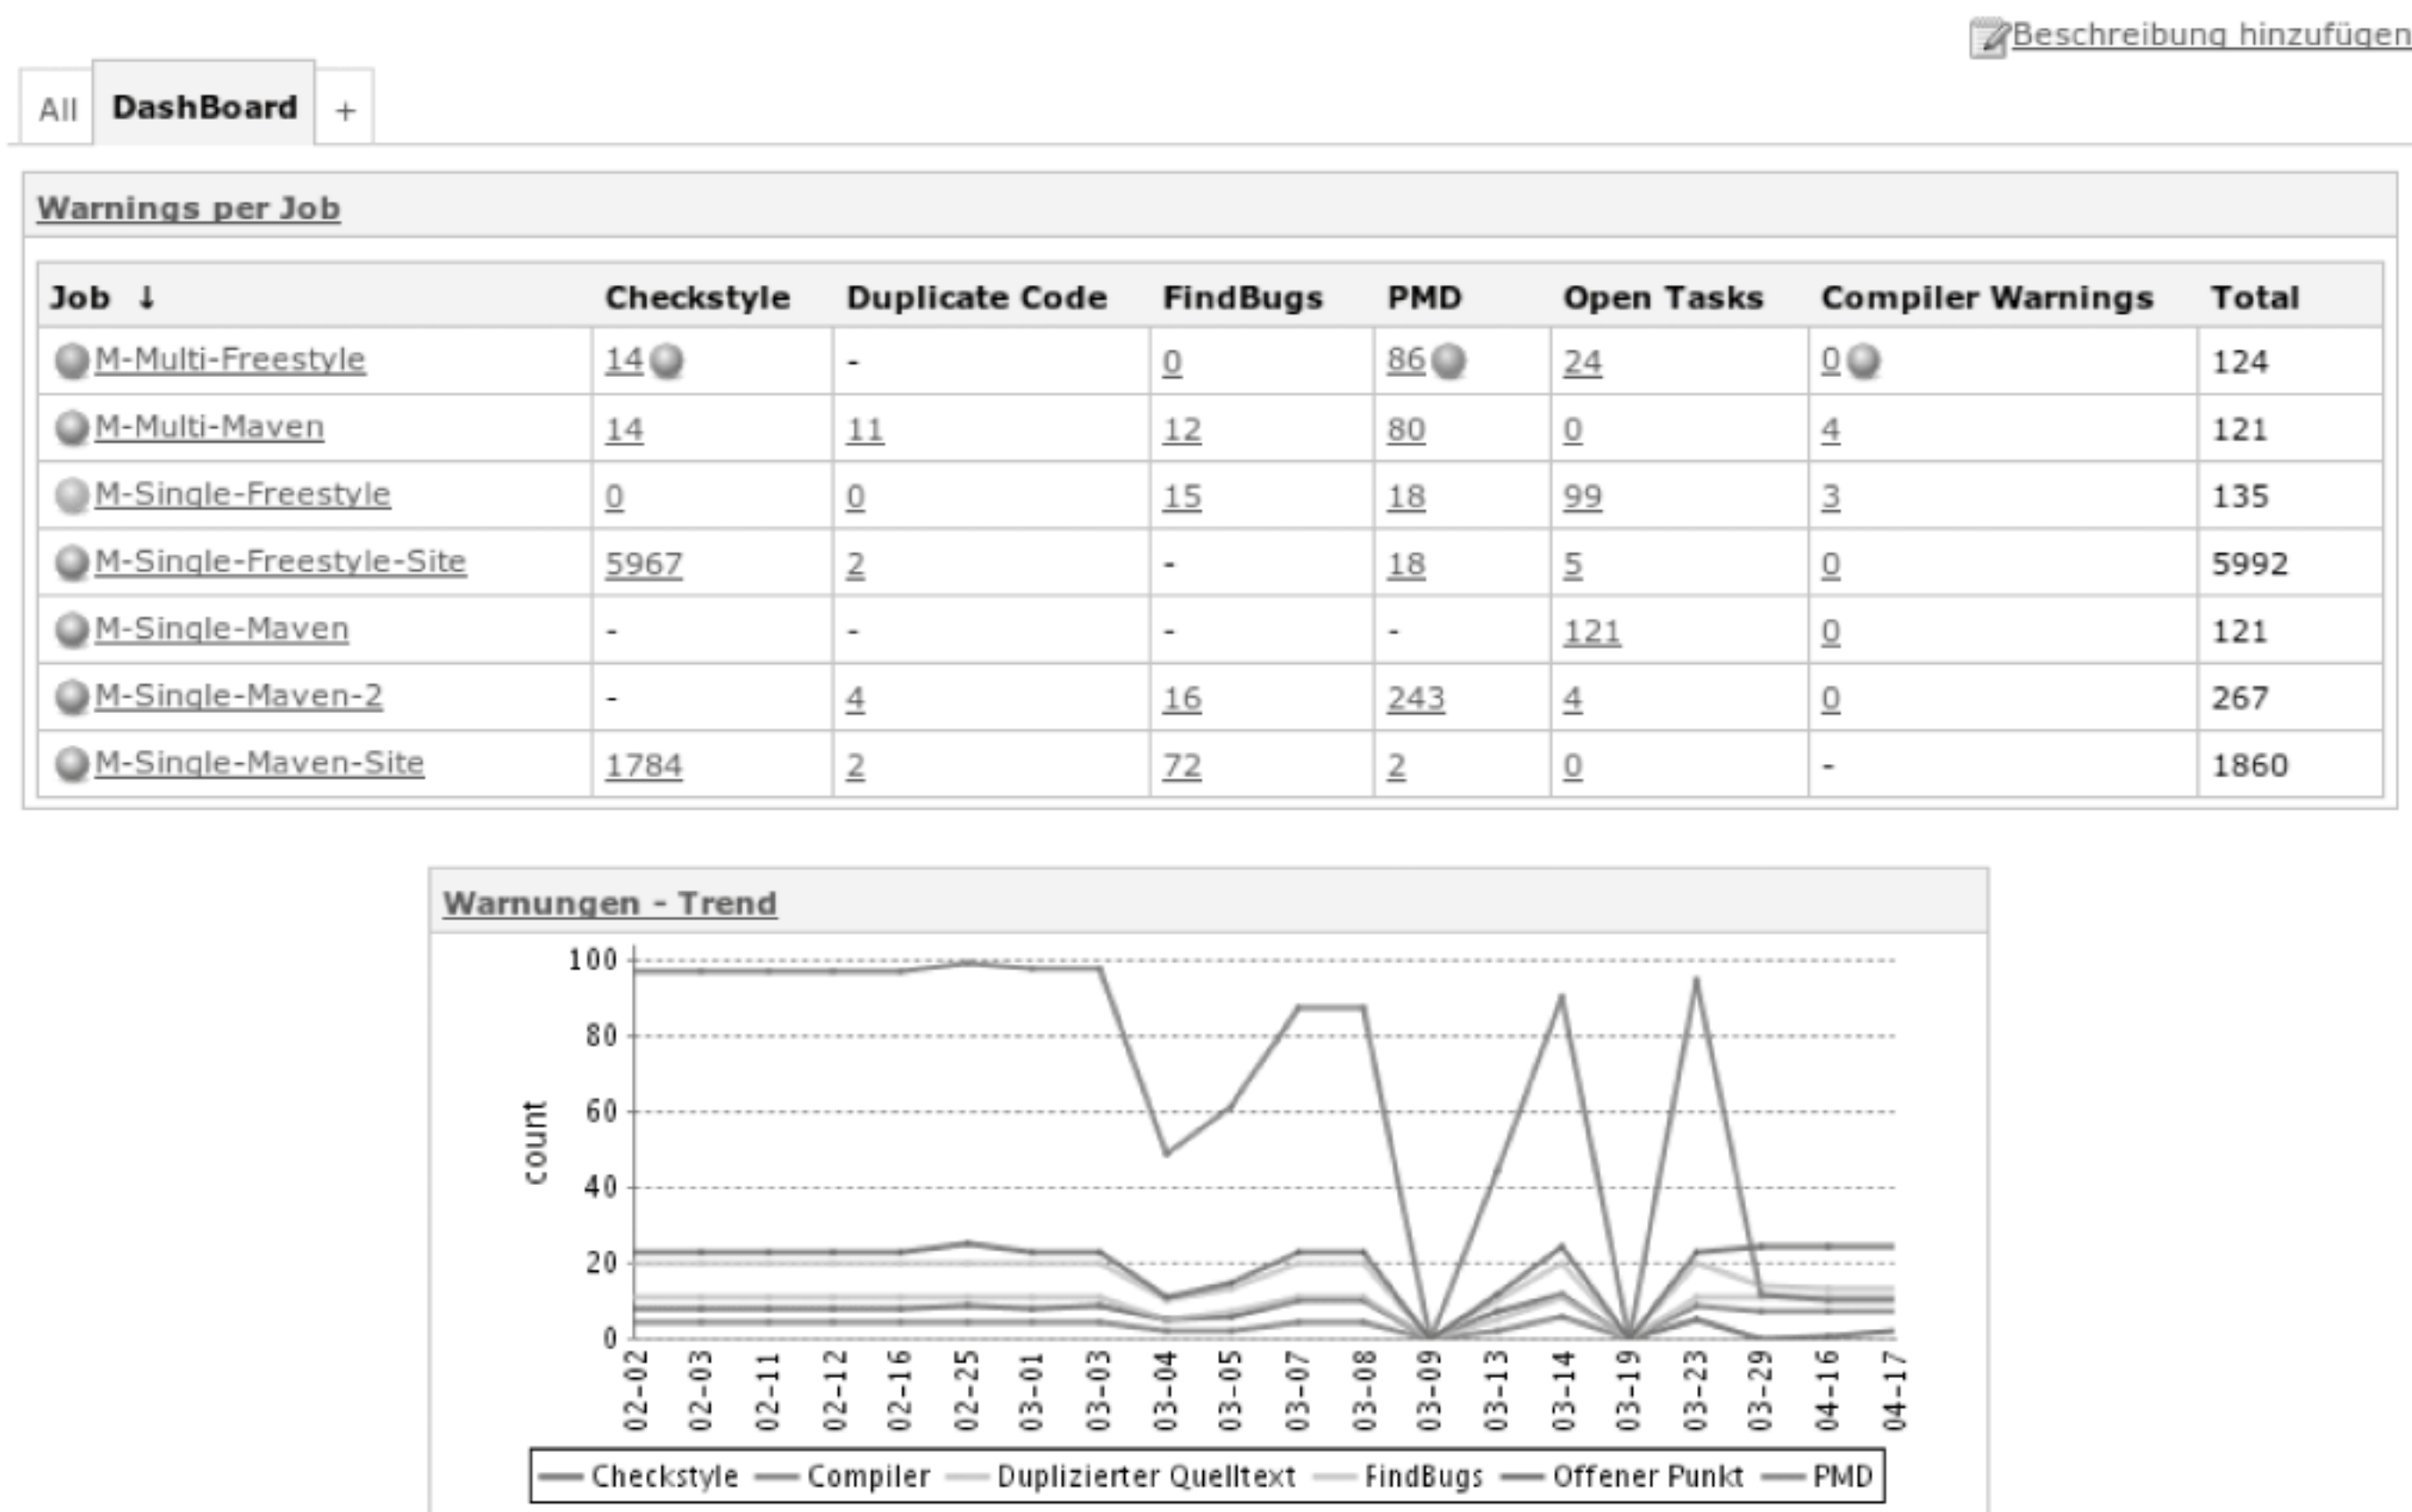 Beschreibung hinzufügen
All DashBoard +
Warnings per Job
Job ↓ Checkstyle Duplicate Code FindBugs PMD Open Tasks Compiler Warnings Total
M-Multi-Freestyle 14 - 0 86 24 0 124
M-Multi-Maven 14 11 12 80 0 4 121
M-Single-Freestyle 0 0 15 18 99 3 135
M-Single-Freestyle-Site 5967 2 - 18 5 0 5992
M-Single-Maven - - - - 121 0 121
M-Single-Maven-2 - 4 16 243 4 0 267
M-Single-Maven-Site 1784 2 72 2 0 - 1860
Warnungen - Trend
100
80
60
40
20
0
count
02-02 02-03 02-11 02-12 02-16 02-25 03-01 03-03 03-04 03-05 03-07 03-08 03-09 03-13 03-14 03-19 03-23 03-29 04-16 04-17
Checkstyle Compiler Duplizierter Quelltext FindBugs Offener Punkt PMD